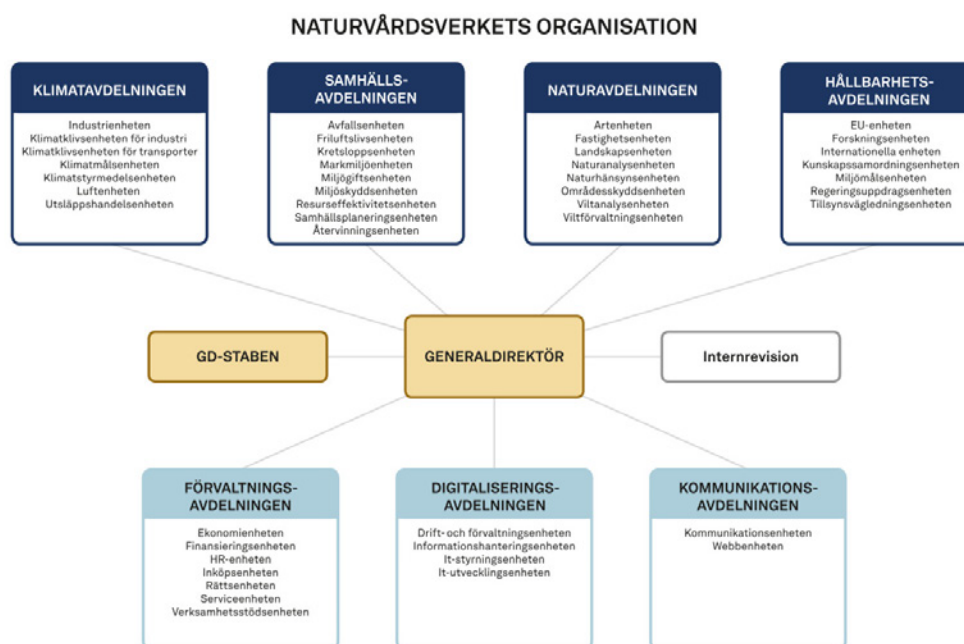 NATURVÅRDSVERKETS ORGANISATION
KLIMATAVDELNINGEN
Industrienheten
Klimatklivsenheten för industri
Klimatklivsenheten för transporter
Klimatmålsenheten
Klimatstyrmedelsenheten
Luftenheten
Utsläppshandelsenheten
SAMHÄLLS-
AVDELNINGEN
Avfallsenheten
Friluftslivsenheten
Kretsloppsenheten
Markmiljöenheten
Miljögiftsenheten
Miljöskyddsenheten
Resurseffektivitetsenheten
Samhällsplaneringsenheten
Återvinningsenheten
NATURAVDELNINGEN
Artenheten
Fastighetsenheten
Landskapsenheten
Naturanalysenheten
Naturhänsynsenheten
Områdesskyddsenheten
Viltanalysenheten
Viltförvaltningsenheten
HÅLLBARHETS-
AVDELNINGEN
EU-enheten
Forskningsenheten
Internationella enheten
Kunskapssamordningsenheten
Miljömålsenheten
Regeringsuppdragsenheten
Tillsynsvägledningsenheten
GD-STABEN
GENERALDIREKTÖR
Internrevision
FÖRVALTNINGS-
AVDELNINGEN
Ekonomienheten
Finansieringsenheten
HR-enheten
Inköpsenheten
Rättsenheten
Serviceenheten
Verksamhetsstödsenheten
DIGITALISERINGS-
AVDELNINGEN
Drift- och förvaltningsenheten
Informationshanteringsenheten
It-styrningsenheten
It-utvecklingsenheten
KOMMUNIKATIONS-
AVDELNINGEN
Kommunikationsenheten
Webbenheten